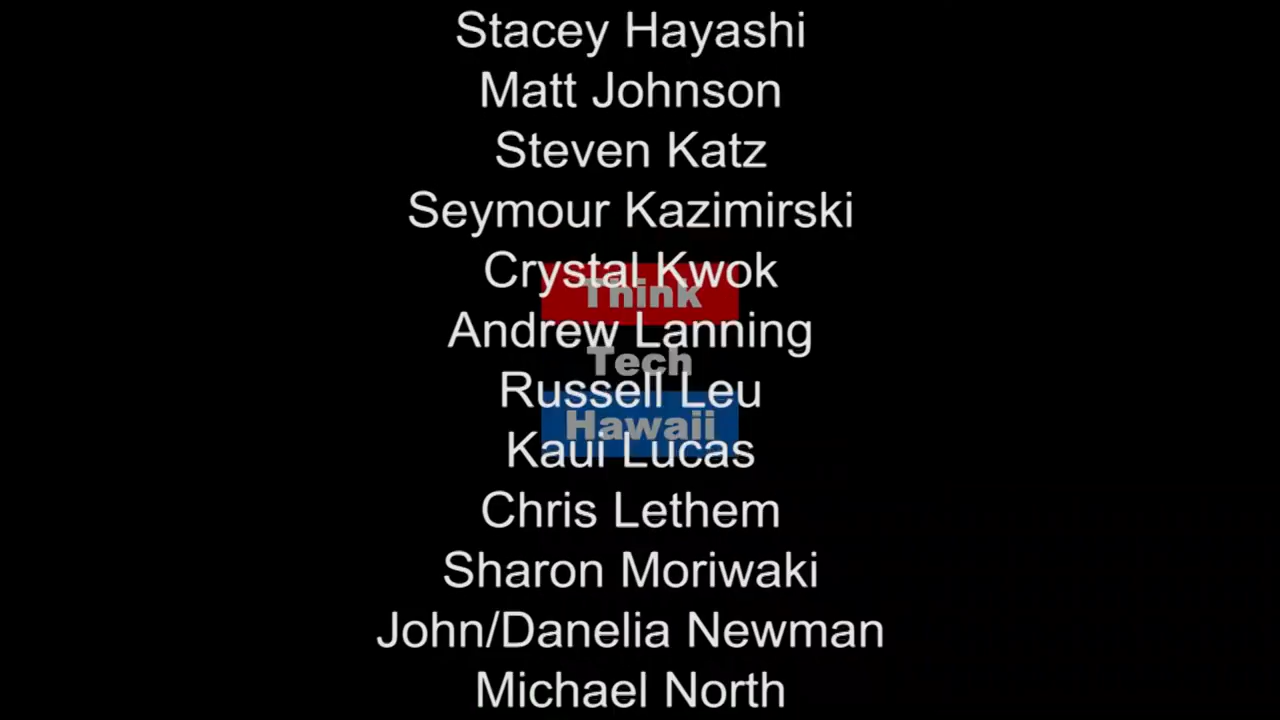 Stacey Hayashi
Matt Johnson
Steven Katz
Seymour Kazimirski
Crystal Kwok
Think
Andrew Lanning
Tech
Russell Leu
Hawaii
Kaui Lucas
Chris Lethem
Sharon Moriwaki
John/Danelia Newman
Michael North